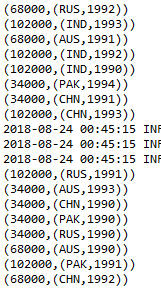 (68000,(RUS,1992))
(102000,(IND,1993))
(68000,(AUS,1991))
(102000,(IND,1992))
(102000,(IND,1990))
(34000,(PAK,1994))
(34000,(CHN,1991))
(102000,(CHN,1993))
2018-08-24 00:45:15 INF
2018-08-24 00:45:15 INF
2018-08-24 00:45:15 INF
(102000,(RUS,1991))
(34000,(AUS,1993))
(34000,(CHN,1990))
(34000,(PAK,1990))
(34000,(RUS,1990))
(68000,(AUS,1990))
(102000,(PAK,1991))
(68000,(CHN,1992))